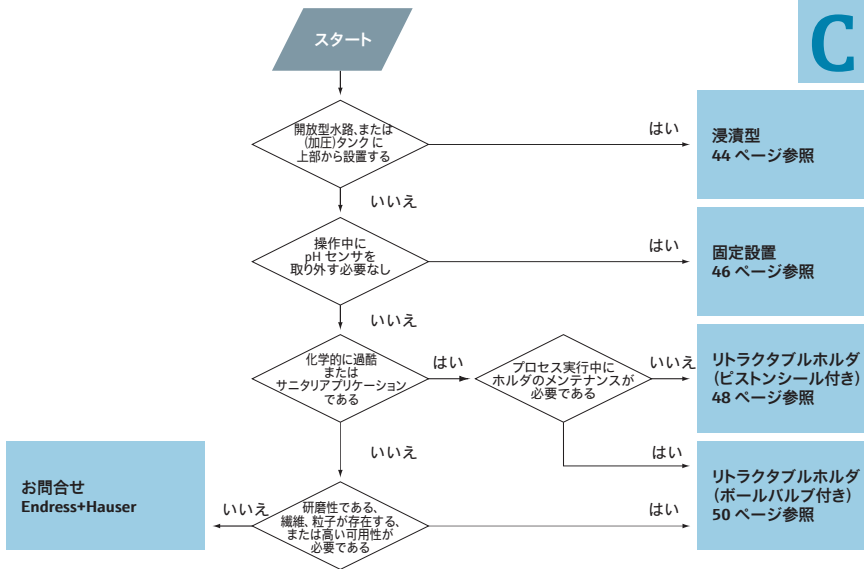 スタート
C
開放型水路、または
(加圧)タンクに
上部から設置する
はい
浸漬型
44 ページ参照
いいえ
操作中に
pH センサを
取り外す必要なし
はい
固定設置
46 ページ参照
いいえ
化学的に過酷
または
サニタリアプリケーション
である
はい
プロセス実行中に
ホルダのメンテナンスが
必要である
いいえ
リトラクタブルホルダ
(ピストンシール付き)
48 ページ参照
いいえ
はい
リトラクタブルホルダ
(ボールバルブ付き)
50 ページ参照
お問合せ
Endress+Hauser
いいえ
研磨性である、
繊維、粒子が存在する、
または高い可用性が
必要である
はい